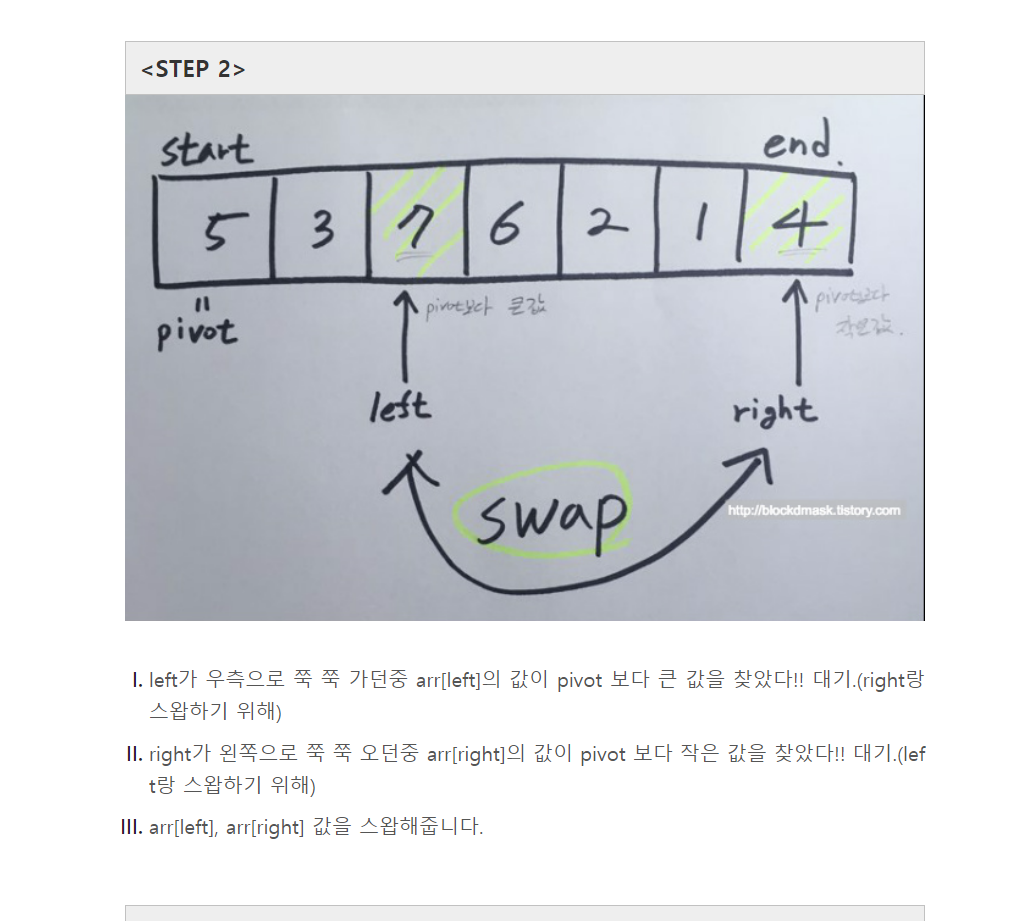 <STEP 2>
start
end.
5 3 7 6 2 1 4
pivot
pivot보다 큰값
pivot보다
작은값.
left
right
swap
http://blockdmask.tistory.com
I. left가 우측으로 쭉 쭉 가던중 arr[left]의 값이 pivot 보다 큰 값을 찾았다!! 대기.(right랑
스왑하기 위해)
II. right가 왼쪽으로 쭉 쭉 오던중 arr[right]의 값이 pivot 보다 작은 값을 찾았다!! 대기.(lef
t랑 스왑하기 위해)
III. arr[left], arr[right] 값을 스왑해줍니다.